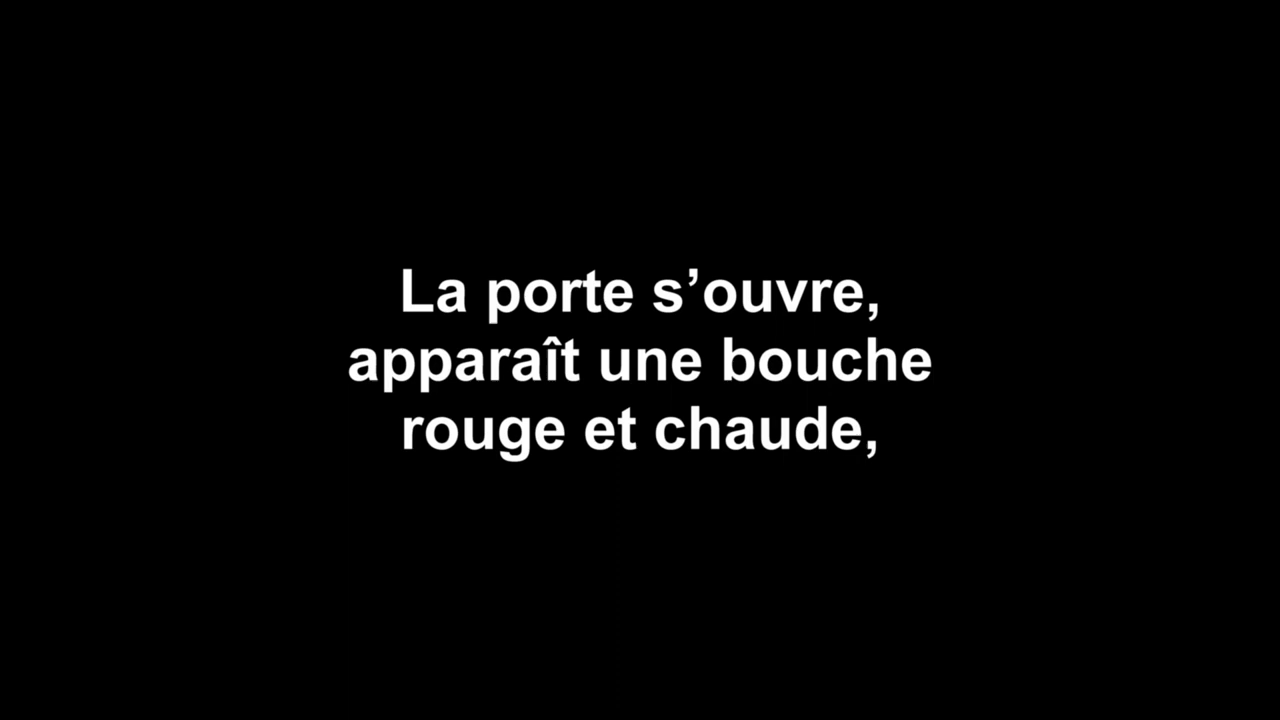 La porte s’ouvre,
apparaît une bouche
rouge et chaude,